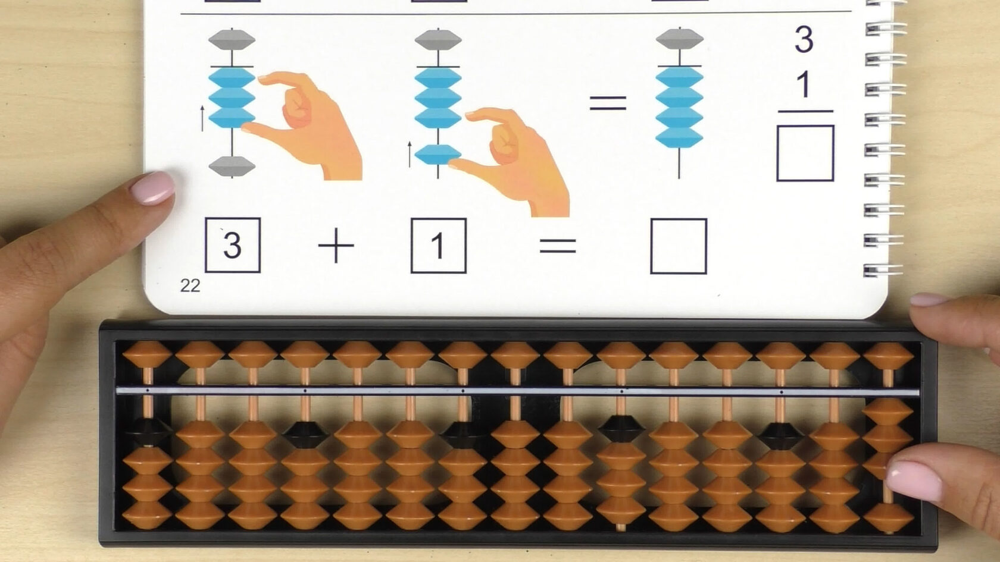 3
1
=
3 + 1 =
22